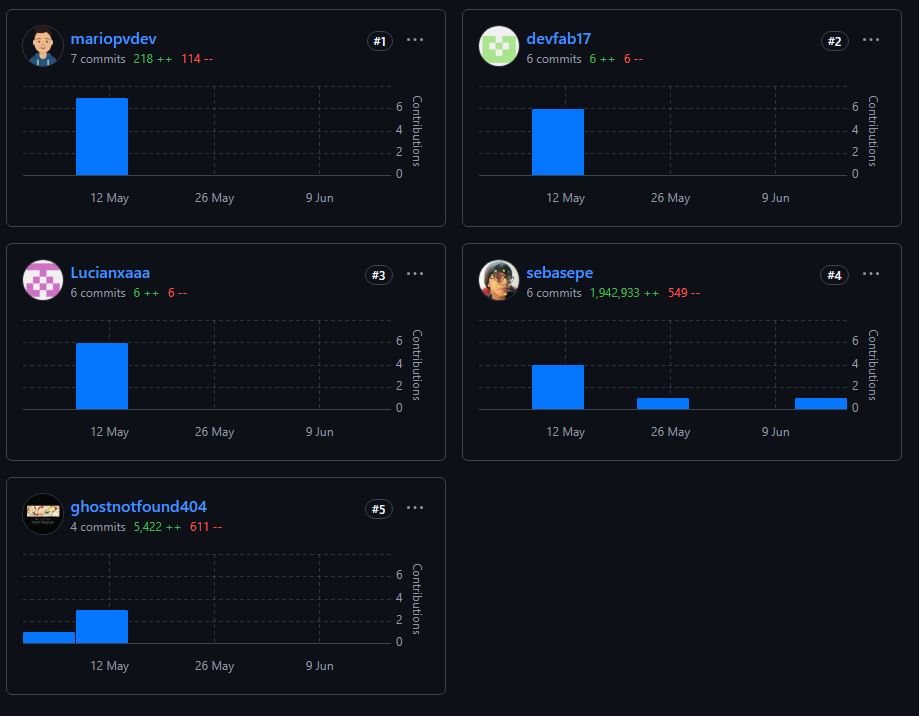 mariopvdev #1 ···
7 commits 218 ++ 114 --
6
4
2
0
Contributions
12 May 26 May 9 Jun
devfab17 #2 ···
6 commits 6 ++ 6 --
6
4
2
0
Contributions
12 May 26 May 9 Jun
Lucianxaaa #3 ···
6 commits 6 ++ 6 --
6
4
2
0
Contributions
12 May 26 May 9 Jun
sebasepe #4 ···
6 commits 1,942,933 ++ 549 --
6
4
2
0
Contributions
12 May 26 May 9 Jun
ghostnotfound404 #5 ···
4 commits 5,422 ++ 611 --
6
4
2
0
Contributions
12 May 26 May 9 Jun